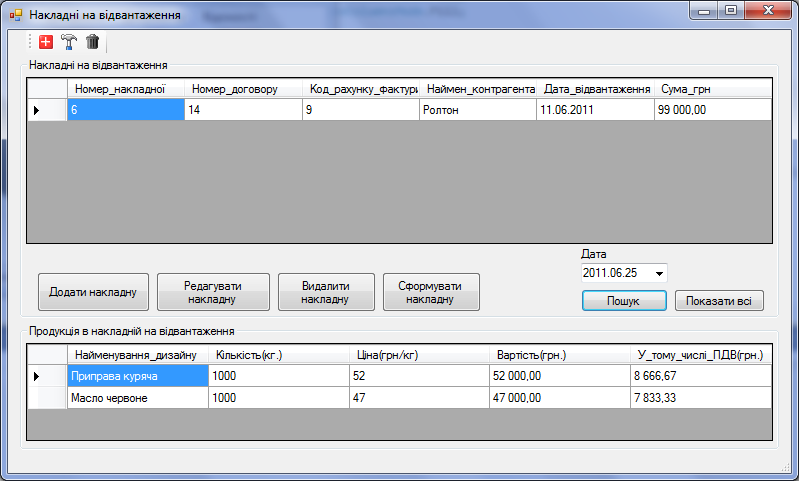 Накладні на відвантаження
Накладні на відвантаження
Номер_накладної Номер_договору Код_рахунку_фактури Наймен_контрагента Дата_відвантаження Сума_грн
6 14 9 Ролтон 11.06.2011 99 000,00
Дата
2011.06.25
Додати накладну
Редагувати
накладну
Видалити
накладну
Сформувати
накладну
Пошук
Показати всі
Продукція в накладній на відвантаження
Найменування_дизайну Кількість(кг.) Ціна(грн/кг) Вартість(грн.) У_тому_числі_ПДВ(грн.)
Приправа куряча 1000 52 52 000,00 8 666,67
Масло червоне 1000 47 47 000,00 7 833,33